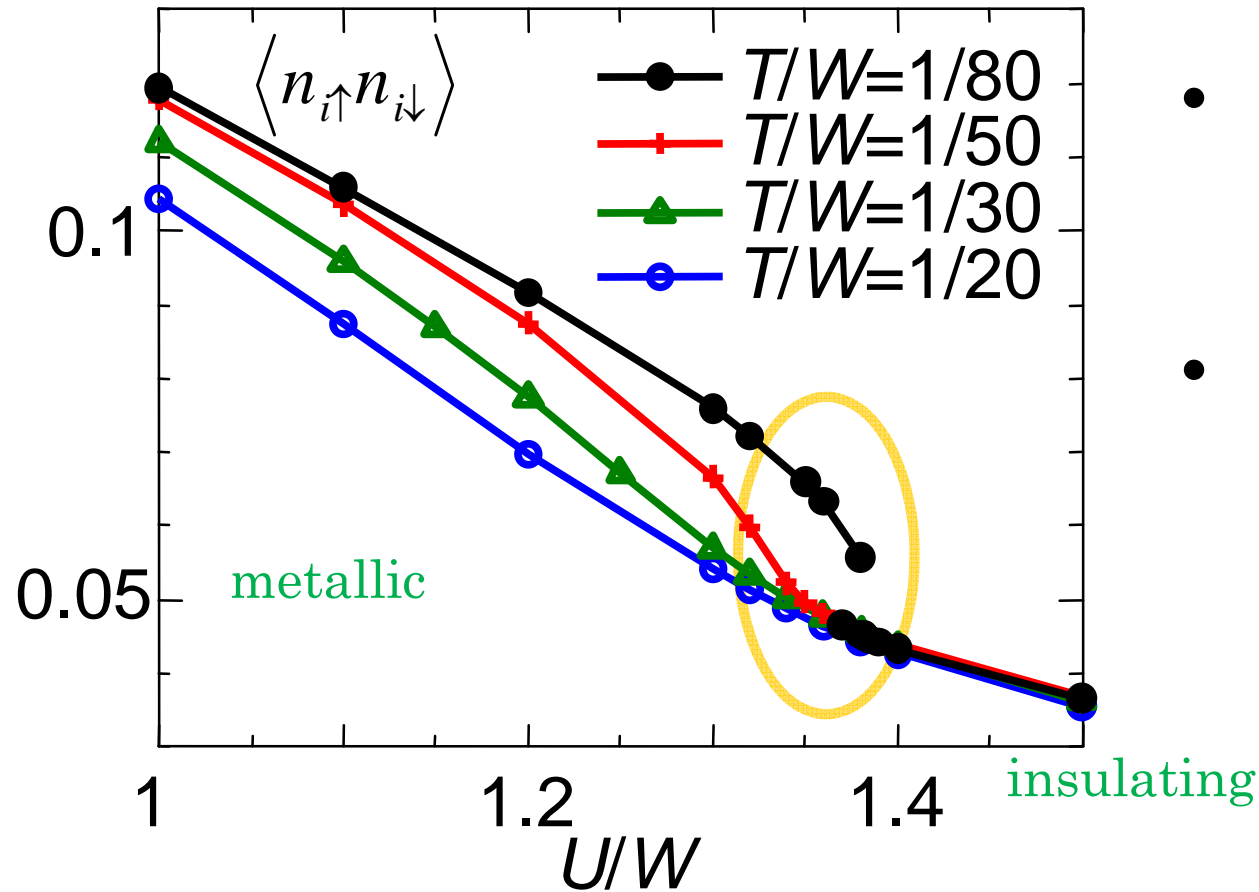 ⟨n_{i↑}n_{i↓}⟩
T/W=1/80
T/W=1/50
T/W=1/30
T/W=1/20
0.1
0.05
metallic
insulating
1
1.2
1.4
U/W
•
•